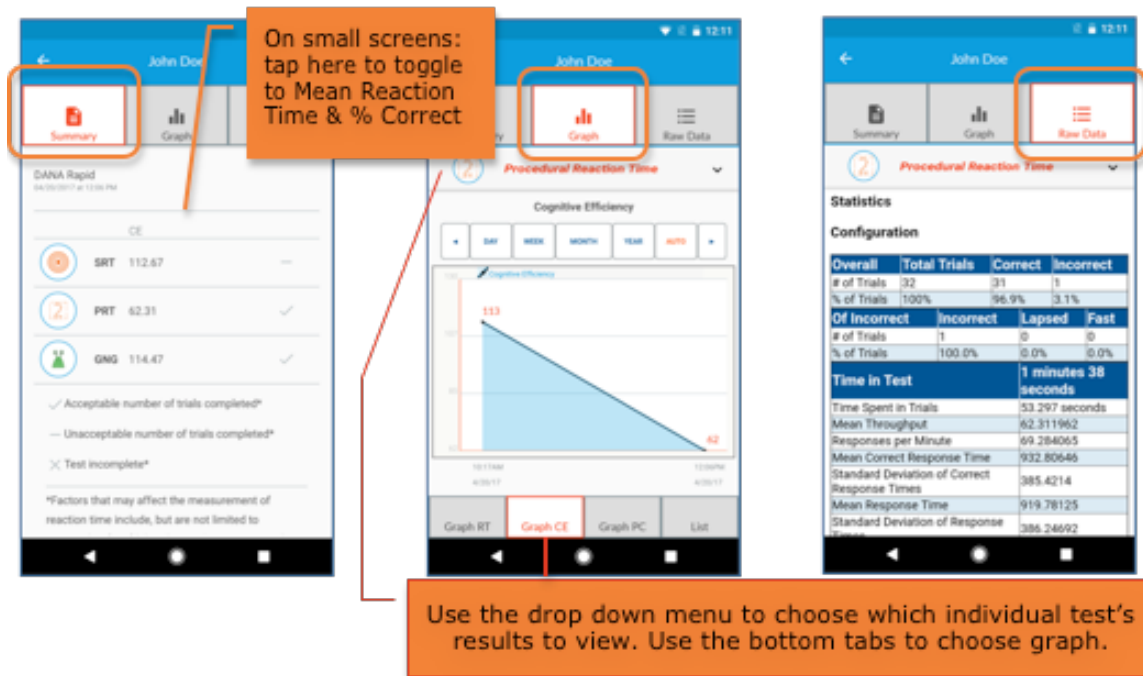 On small screens:
tap here to toggle
to Mean Reaction
Time & % Correct
John Doe
Summary
Graph
DANA Rapid
04/20/2017 at 12:06 PM
CE
SRT 112.67 —
PRT 62.31 ✓
GNG 114.47 ✓
✓ Acceptable number of trials completed*
— Unacceptable number of trials completed*
✕ Test incomplete*
*Factors that may affect the measurement of
reaction time include, but are not limited to
12:11
John Doe
Graph
Raw Data
2 Procedural Reaction Time
Cognitive Efficiency
DAY WEEK MONTH YEAR AUTO
Cognitive Efficiency
113
62
10:17AM 12:06PM
4/20/17 4/20/17
Graph RT Graph CE Graph PC List
12:11
John Doe
Summary Graph Raw Data
2 Procedural Reaction Time
Statistics
Configuration
Overall Total Trials Correct Incorrect
# of Trials 32 31 1
% of Trials 100% 96.9% 3.1%
Of Incorrect Incorrect Lapsed Fast
# of Trials 1 0 0
% of Trials 100.0% 0.0% 0.0%
Time in Test 1 minutes 38
seconds
Time Spent in Trials 53.297 seconds
Mean Throughput 62.311962
Responses per Minute 69.284065
Mean Correct Response Time 932.80646
Standard Deviation of Correct
Response Times 385.4214
Mean Response Time 919.78125
Standard Deviation of Response
Times 386.24692
Use the drop down menu to choose which individual test's
results to view. Use the bottom tabs to choose graph.